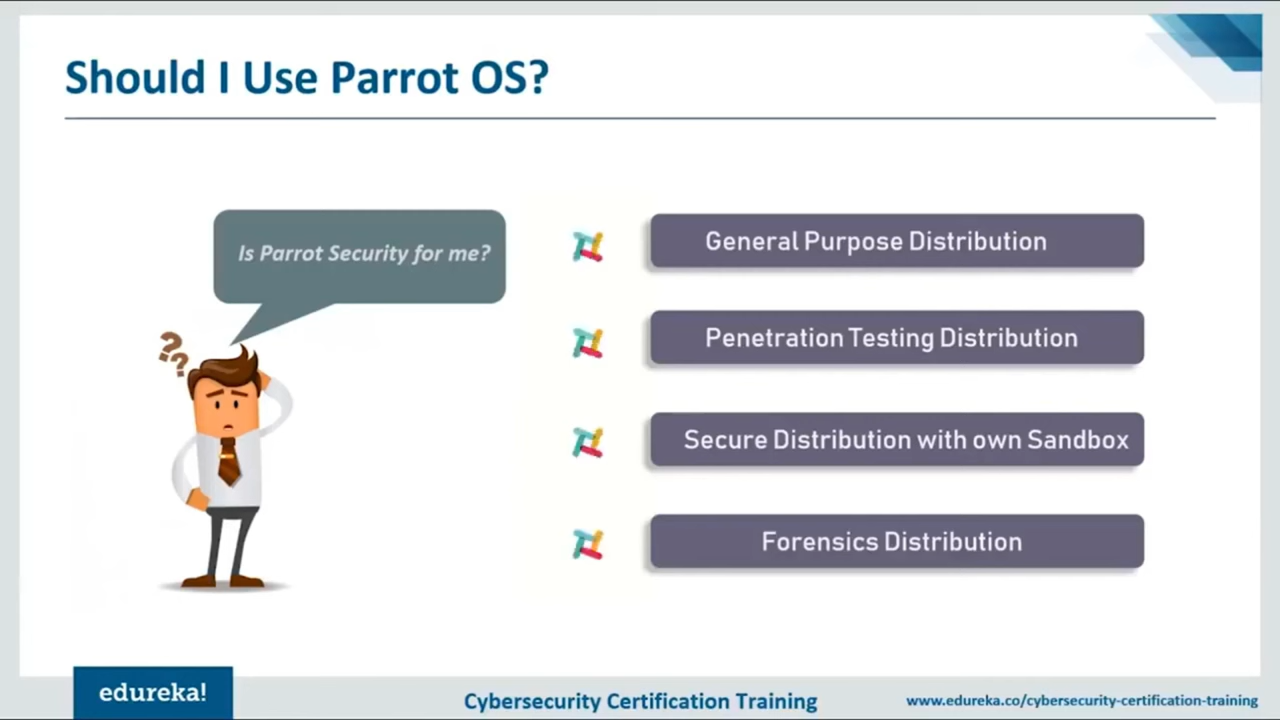 Should I Use Parrot OS?
Is Parrot Security for me?
??
General Purpose Distribution
Penetration Testing Distribution
Secure Distribution with own Sandbox
Forensics Distribution
edureka!
Cybersecurity Certification Training
www.edureka.co/cybersecurity-certification-training